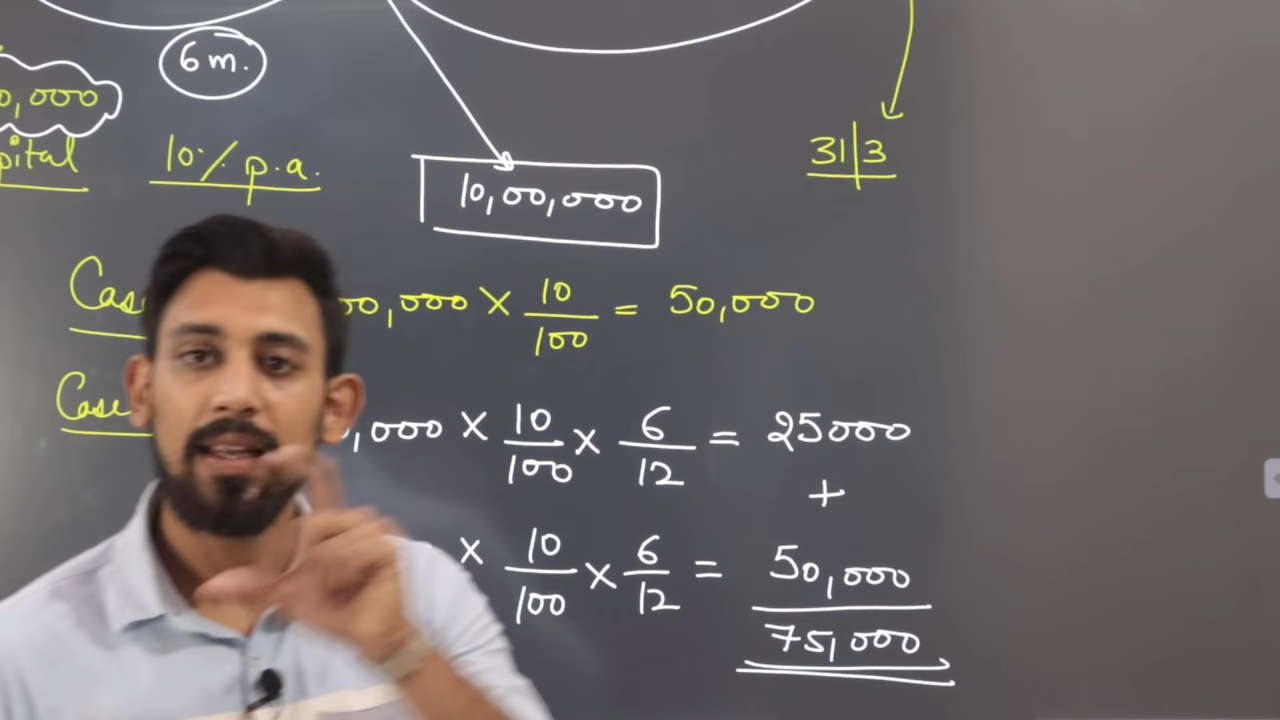 6 m.
0,000
pital 10% p.a.
10,00,000
31|3
Cas 00,000 × 10/100 = 50,000
Case ,000 × 10/100 × 6/12 = 25000
+
× 10/100 × 6/12 = 50,000
75,000